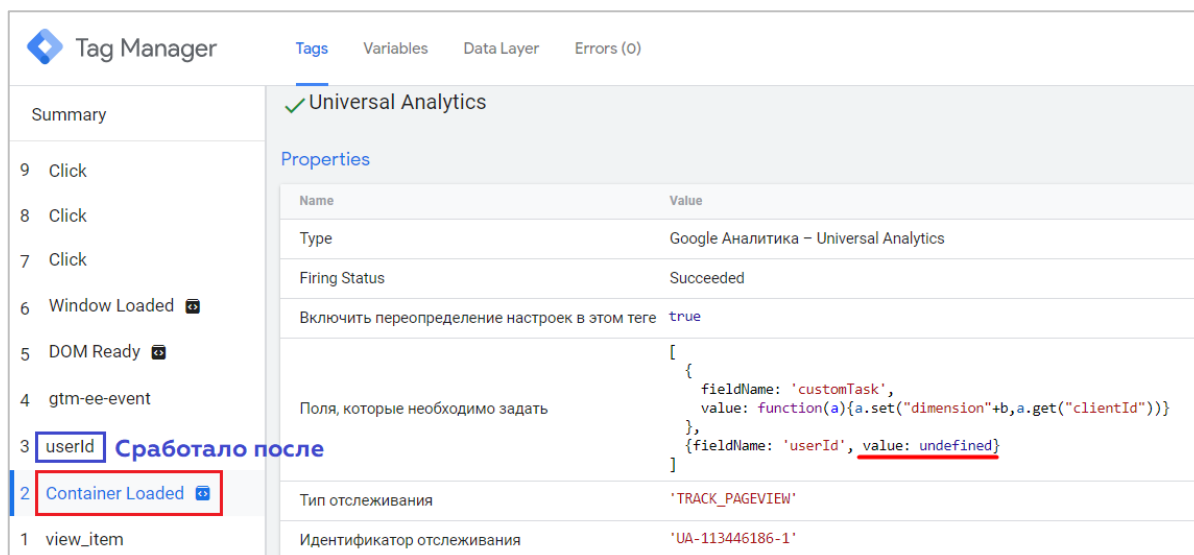 Tag Manager
Tags Variables Data Layer Errors (0)
Summary
9 Click
8 Click
7 Click
6 Window Loaded
5 DOM Ready
4 gtm-ee-event
3 userId Сработало после
2 Container Loaded
1 view_item
Universal Analytics
Properties
Name Value
Type Google Аналитика – Universal Analytics
Firing Status Succeeded
Включить переопределение настроек в этом теге true
Поля, которые необходимо задать
[
{
fieldName: 'customTask',
value: function(a){a.set("dimension"+b,a.get("clientId"))}
},
{fieldName: 'userId', value: undefined}
]
Тип отслеживания 'TRACK_PAGEVIEW'
Идентификатор отслеживания 'UA-113446186-1'